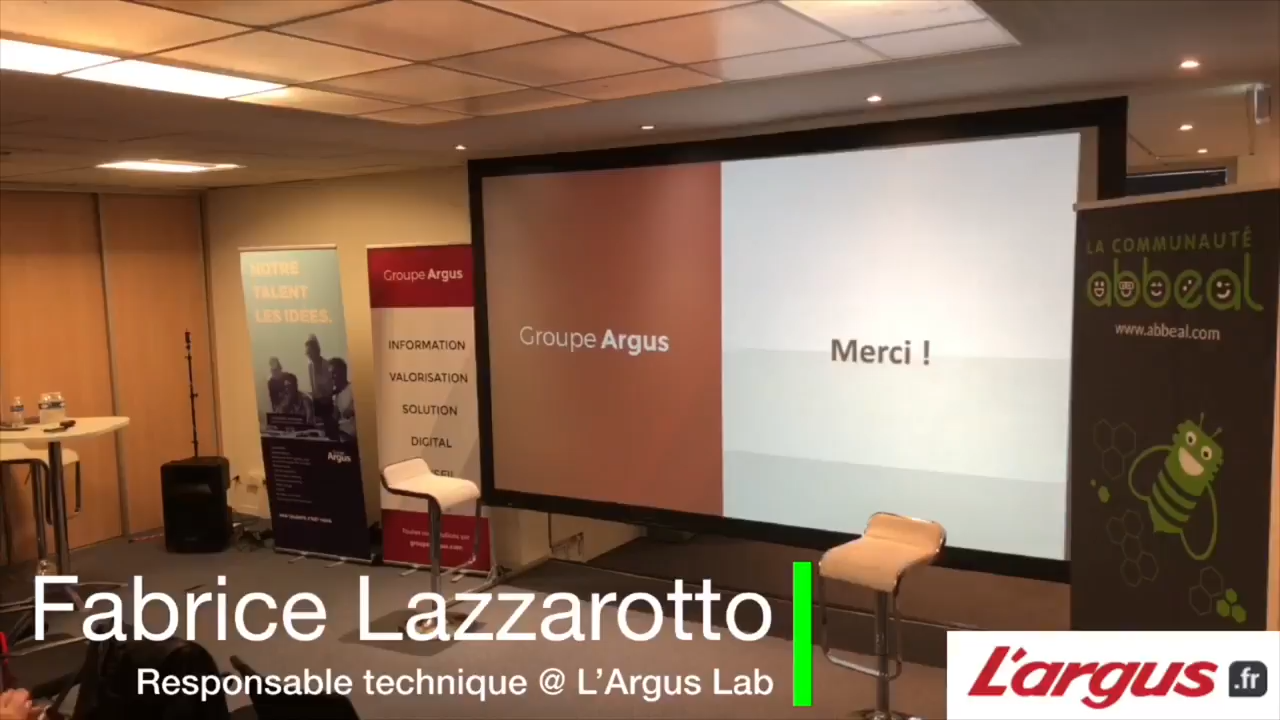 NOTRE
TALENT
LES IDÉES.
Argus
Groupe Argus
INFORMATION
VALORISATION
SOLUTION
DIGITAL
Groupe Argus
Merci !
LA COMMUNAUTÉ
abbeal
www.abbeal.com
Fabrice Lazzarotto
Responsable technique @ L'Argus Lab
L'argus .fr